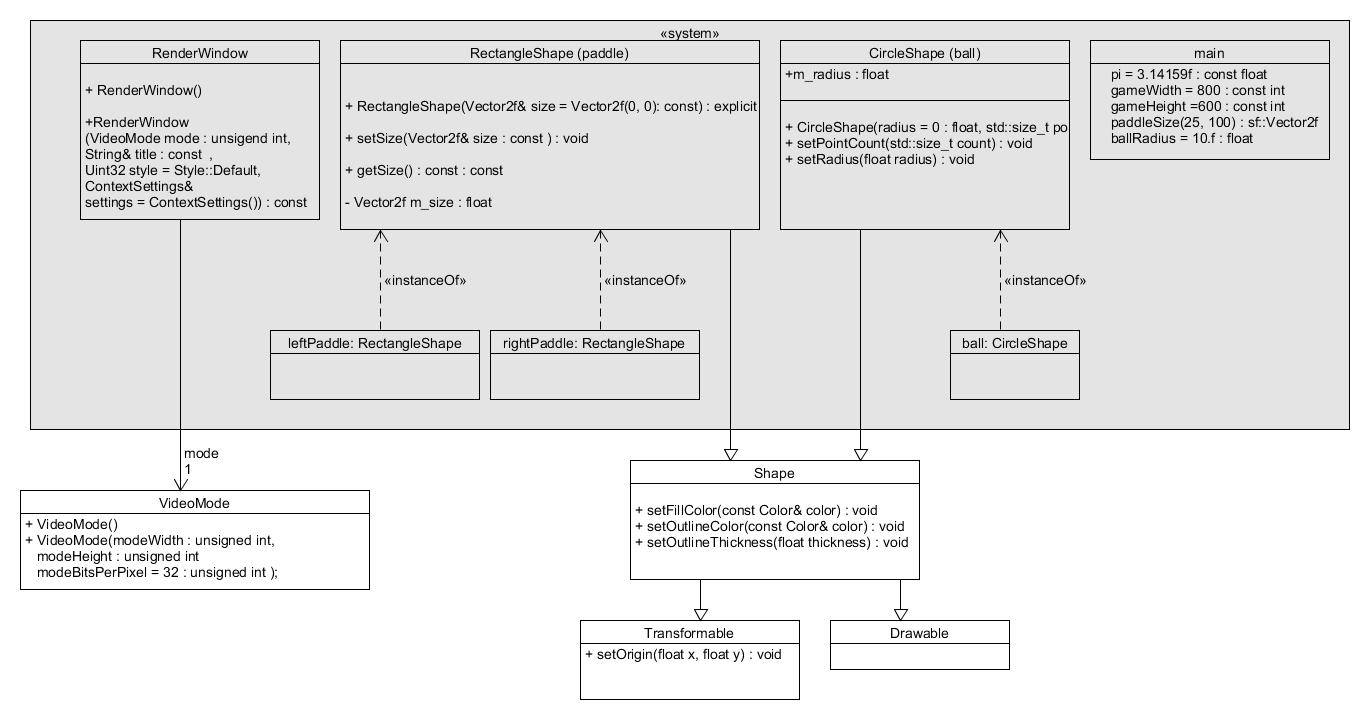 «system»
RenderWindow
+ RenderWindow()
+RenderWindow
(VideoMode mode : unsigend int,
String& title : const ,
Uint32 style = Style::Default,
ContextSettings&
settings = ContextSettings()) : const
RectangleShape (paddle)
+ RectangleShape(Vector2f& size = Vector2f(0, 0): const) : explicit
+ setSize(Vector2f& size : const ) : void
+ getSize() : const : const
- Vector2f m_size : float
CircleShape (ball)
+m_radius : float
+ CircleShape(radius = 0 : float, std::size_t po
+ setPointCount(std::size_t count) : void
+ setRadius(float radius) : void
main
pi = 3.14159f : const float
gameWidth = 800 : const int
gameHeight =600 : const int
paddleSize(25, 100) : sf::Vector2f
ballRadius = 10.f : float
«instanceOf»
«instanceOf»
«instanceOf»
leftPaddle: RectangleShape
rightPaddle: RectangleShape
ball: CircleShape
mode
1
VideoMode
+ VideoMode()
+ VideoMode(modeWidth : unsigned int,
modeHeight : unsigned int
modeBitsPerPixel = 32 : unsigned int );
Shape
+ setFillColor(const Color& color) : void
+ setOutlineColor(const Color& color) : void
+ setOutlineThickness(float thickness) : void
Transformable
+ setOrigin(float x, float y) : void
Drawable